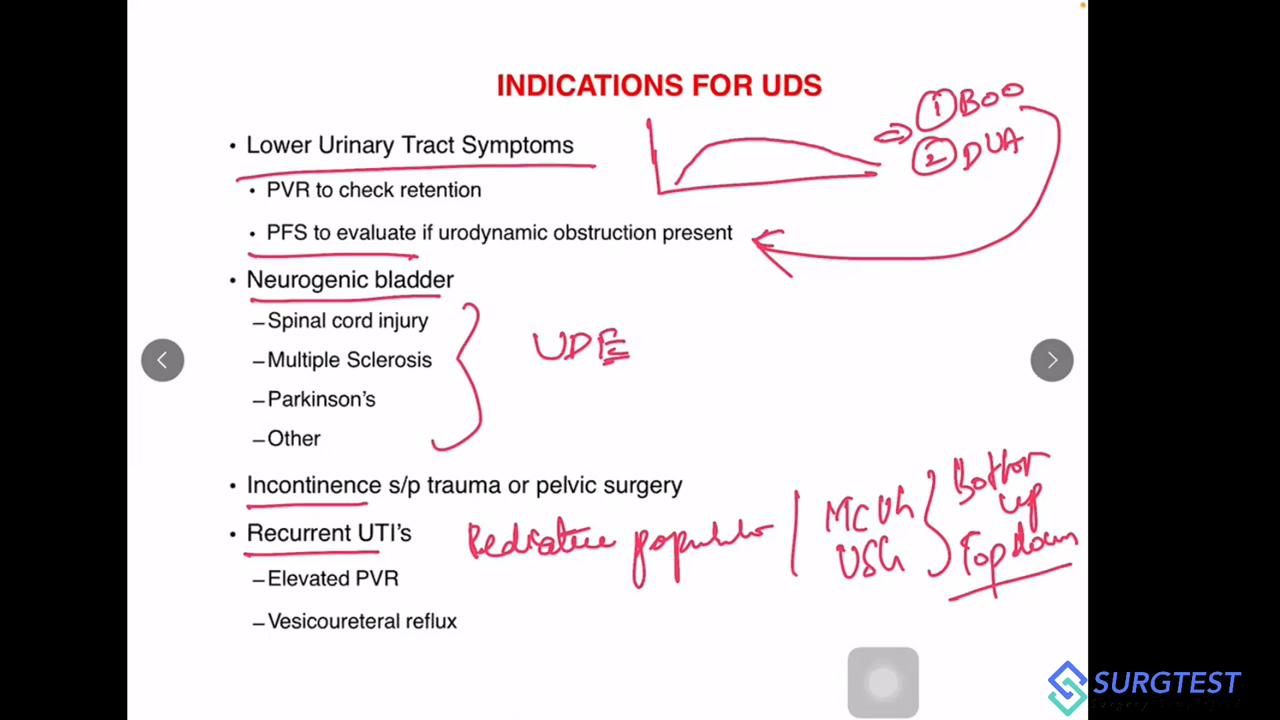 INDICATIONS FOR UDS
① BOO
② DUA
• Lower Urinary Tract Symptoms
• PVR to check retention
• PFS to evaluate if urodynamic obstruction present
• Neurogenic bladder
–Spinal cord injury
–Multiple Sclerosis
–Parkinson's
–Other
UDE
• Incontinence s/p trauma or pelvic surgery
• Recurrent UTI's
–Elevated PVR
–Vesicoureteral reflux
MCUG
USG
Bottom
up
Top down
SURGTEST